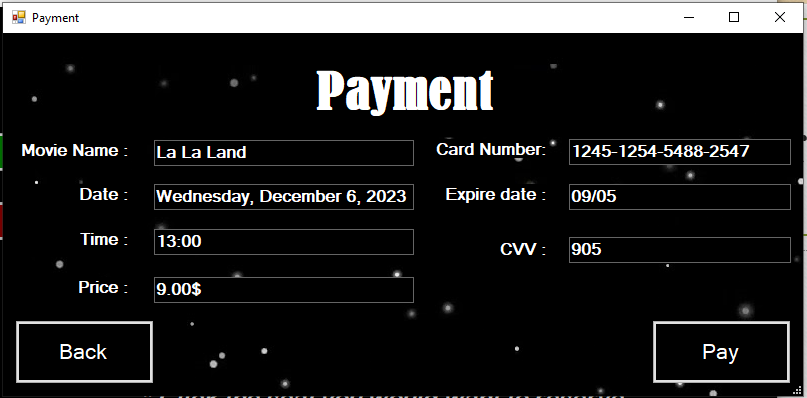 Payment
Payment
Movie Name : La La Land
Card Number: 1245-1254-5488-2547
Date : Wednesday, December 6, 2023
Expire date : 09/05
Time : 13:00
CVV : 905
Price : 9.00$
Back
Pay